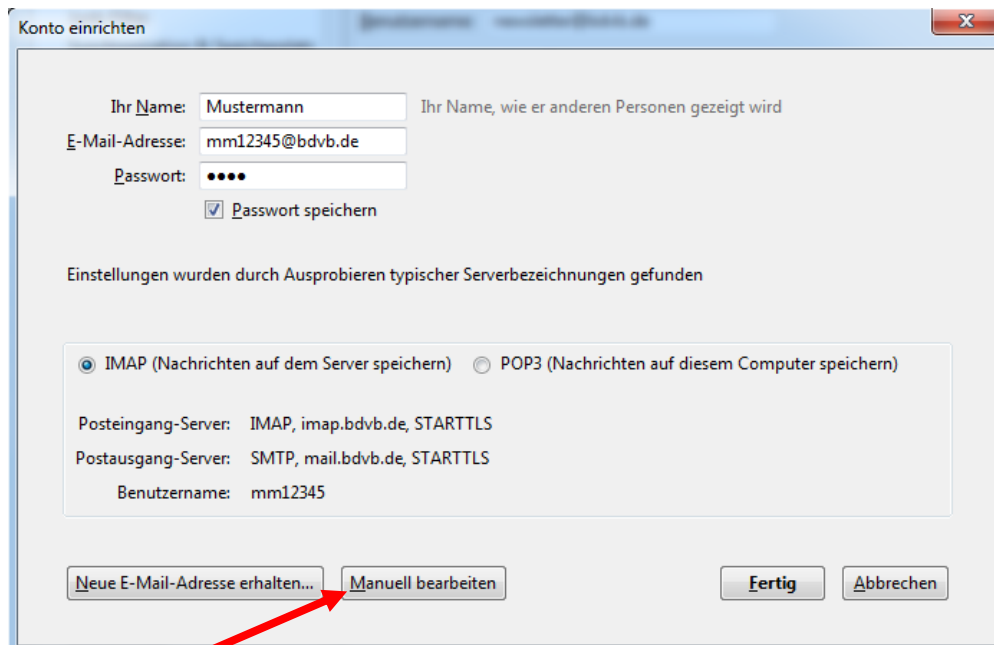 Konto einrichten
Ihr Name: Mustermann Ihr Name, wie er anderen Personen gezeigt wird
E-Mail-Adresse: mm12345@bdvb.de
Passwort: ••••
Passwort speichern
Einstellungen wurden durch Ausprobieren typischer Serverbezeichnungen gefunden
IMAP (Nachrichten auf dem Server speichern) POP3 (Nachrichten auf diesem Computer speichern)
Posteingang-Server: IMAP, imap.bdvb.de, STARTTLS
Postausgang-Server: SMTP, mail.bdvb.de, STARTTLS
Benutzername: mm12345
Neue E-Mail-Adresse erhalten... Manuell bearbeiten Fertig Abbrechen